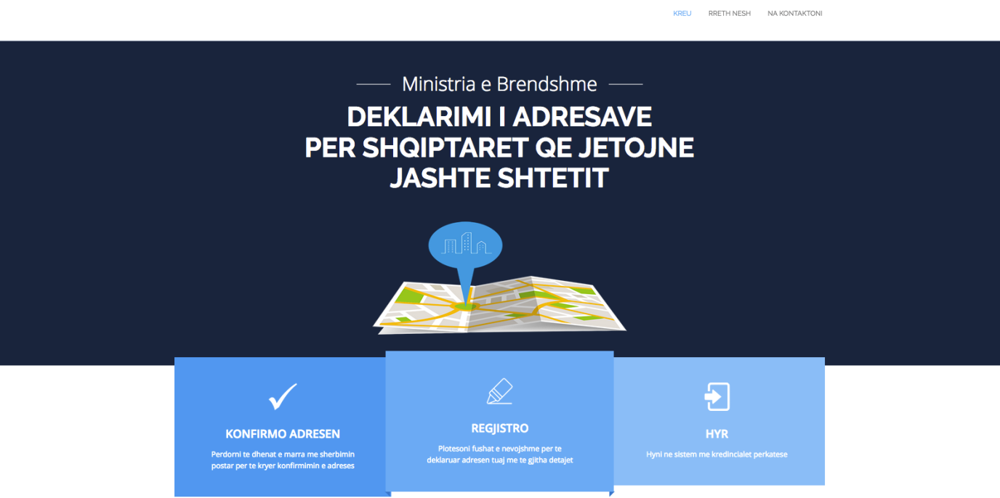 KREU RRETH NESH NA KONTAKTONI
Ministria e Brendshme
DEKLARIMI I ADRESAVE
PER SHQIPTARET QE JETOJNE
JASHTE SHTETIT
KONFIRMO ADRESEN
Perdorni te dhenat e marra me sherbimin
postar per te kryer konfirmimin e adreses
REGJISTRO
Plotesoni fushat e nevojshme per te
deklaruar adresen tuaj me te gjitha detajet
HYR
Hyni ne sistem me kredincialet perkatese